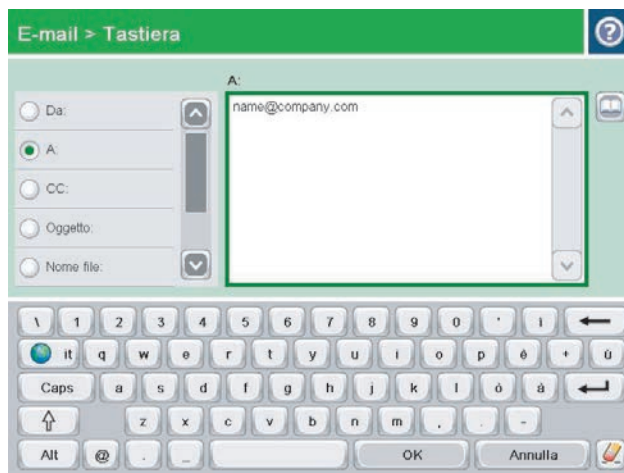 E-mail > Tastiera
?
A:
Da:
name@company.com
A:
CC:
Oggetto:
Nome file:
\ 1 2 3 4 5 6 7 8 9 0 ' ì
it q w e r t y u i o p è + ù
Caps a s d f g h j k l ò à
z x c v b n m , . -
Alt @ . _ OK Annulla